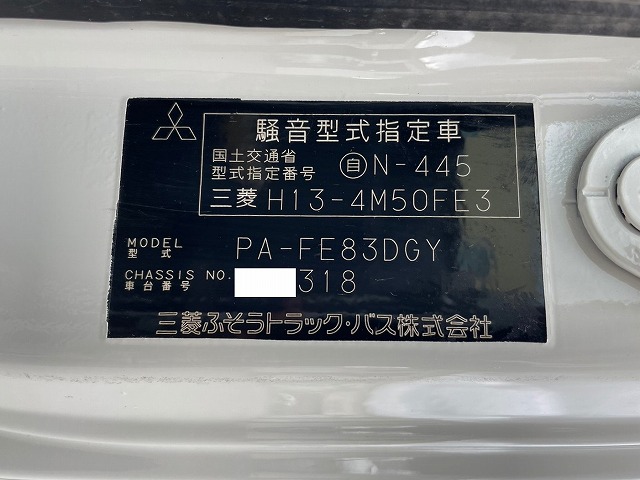 騒音型式指定車
国土交通省
型式指定番号 自N-445
三菱 H13-4M50FE3
MODEL
型式 PA-FE83DGY
CHASSIS NO.
車台番号 318
三菱ふそうトラック・バス株式会社